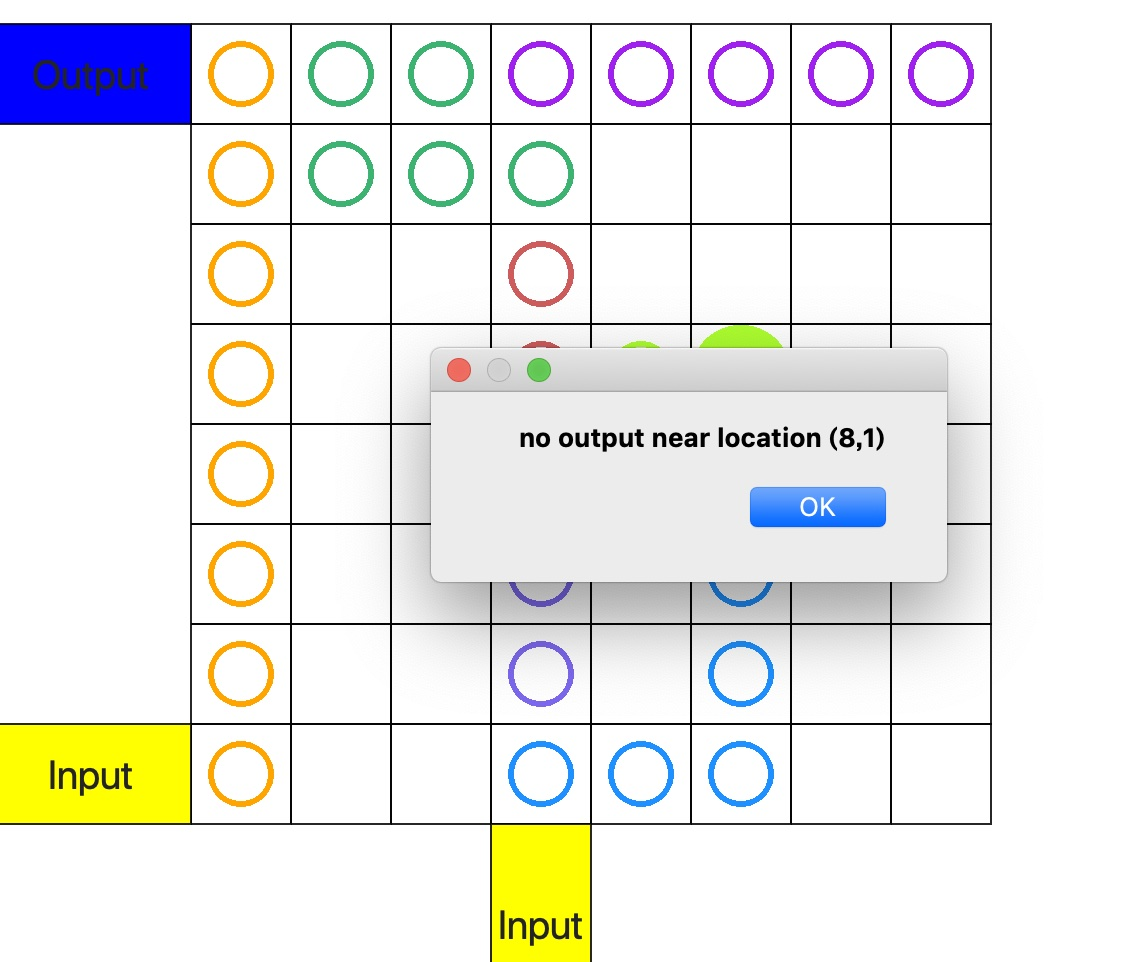 Output
no output near location (8,1)
OK
Input
Input